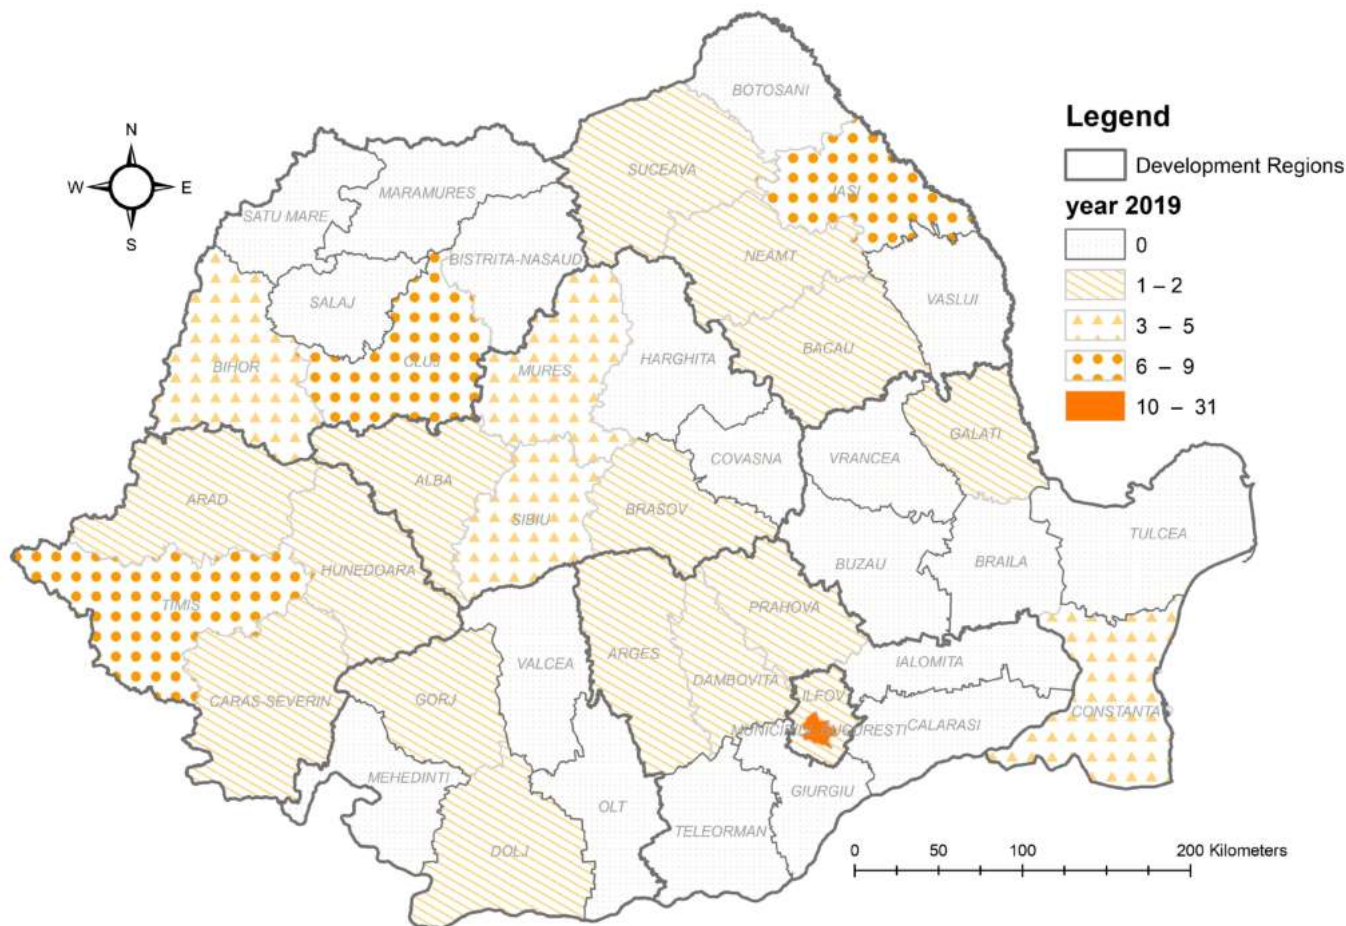 N
W E
S
Legend
Development Regions
year 2019
0
1 – 2
3 – 5
6 – 9
10 – 31
BOTOSANI
SUCEAVA
IASI
MARAMURES
SATU MARE
BISTRITA-NASAUD
NEAMT
SALAJ
VASLUI
BACAU
HARGHITA
CLUJ
BIHOR
MURES
GALATI
COVASNA
VRANCEA
ALBA
ARAD
BRASOV
SIBIU
TULCEA
BUZAU
BRAILA
HUNEDOARA
TIMIS
PRAHOVA
ARGES
VALCEA
IALOMITA
DAMBOVITA
ILFOV
CARAS-SEVERIN
GORJ
CONSTANTA
MUNICIPIUL BUCURESTI
CALARASI
MEHEDINTI
GIURGIU
OLT
TELEORMAN
DOLJ
0 50 100 200 Kilometers